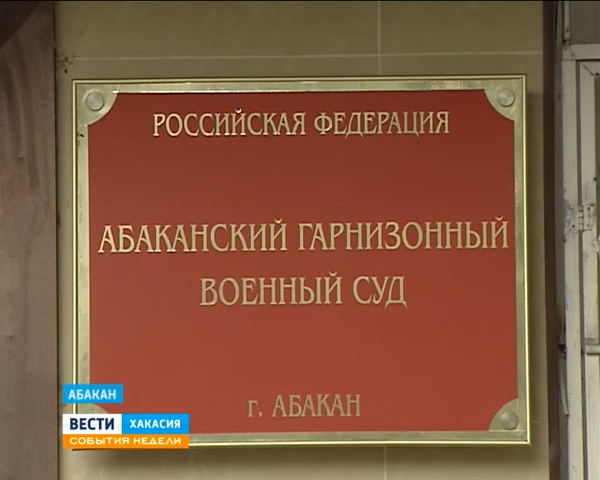 РОССИЙСКАЯ ФЕДЕРАЦИЯ
АБАКАНСКИЙ ГАРНИЗОННЫЙ
ВОЕННЫЙ СУД
г. АБАКАН
АБАКАН
ВЕСТИ ХАКАСИЯ
СОБЫТИЯ НЕДЕЛИ